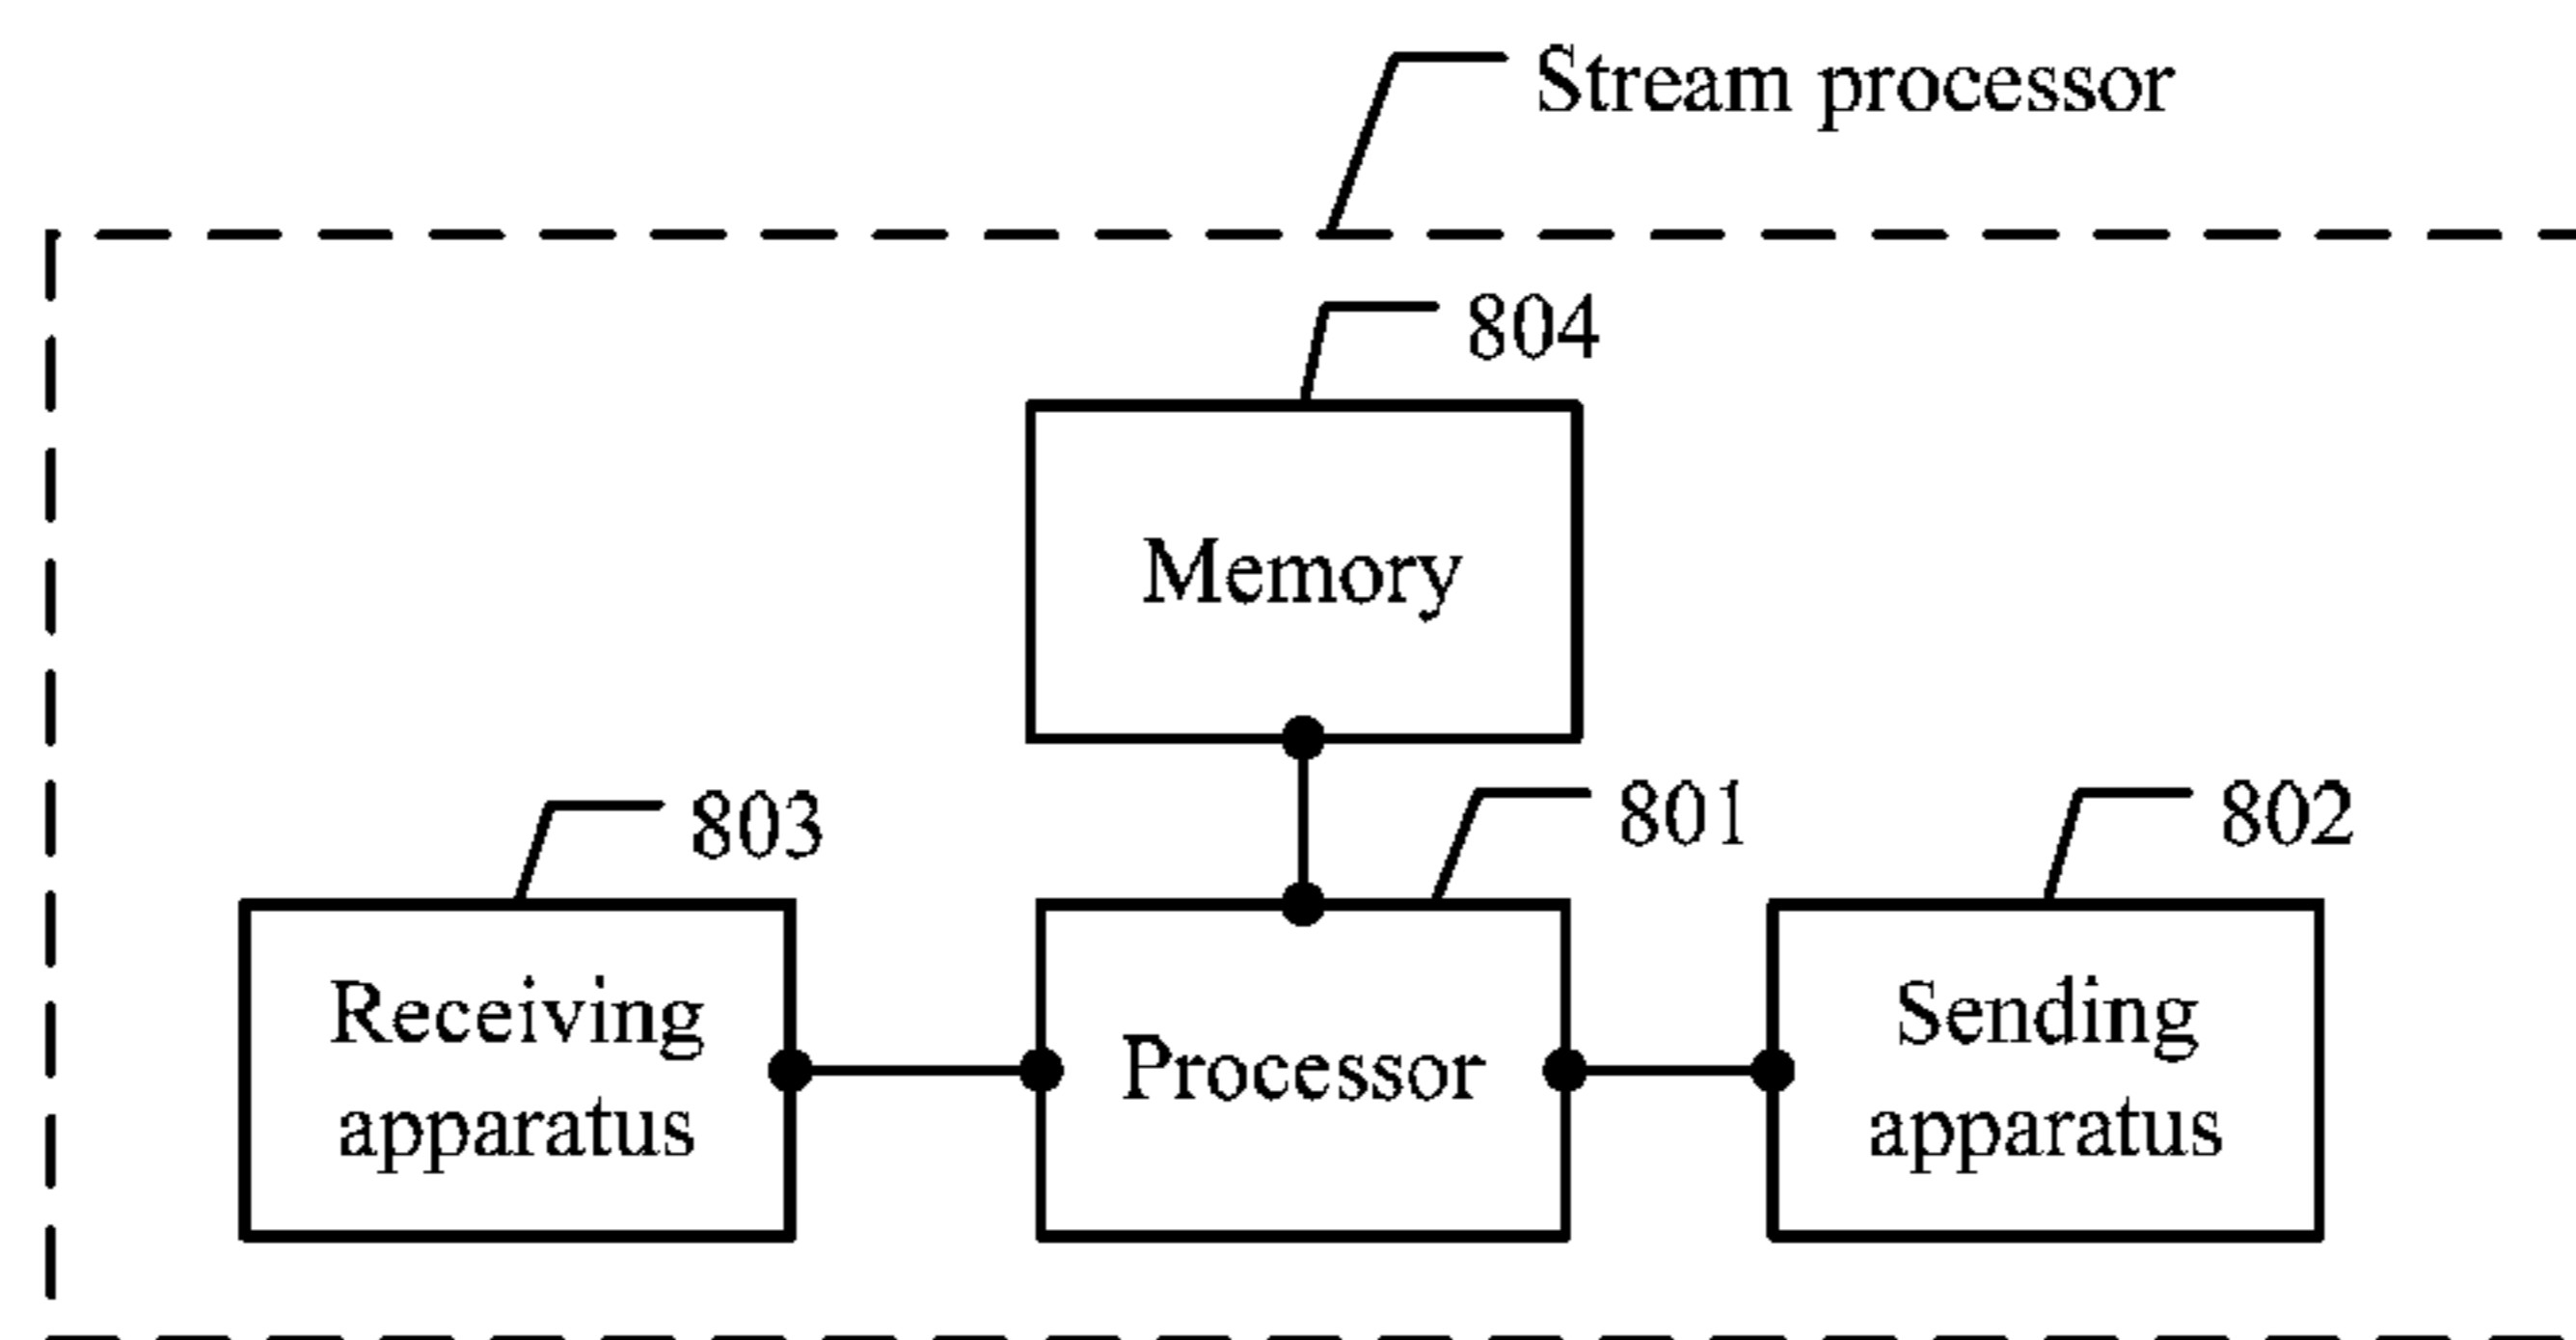 Stream processor
804
Memory
803
801
802
Receiving
apparatus
Processor
Sending
apparatus